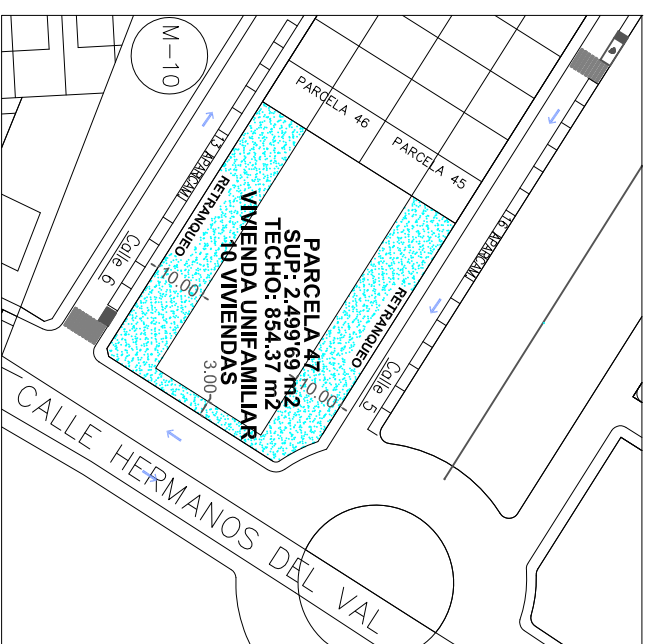 M-10
PARCELA 46
PARCELA 45
13 APARCAM
16 APARCAM
RETRANQUEO
RETRANQUEO
Calle 6
Calle 5
10.00
10.00
3.00
PARCELA 47
SUP: 2.499'69 m2
TECHO: 854.37 m2
VIVIENDA UNIFAMILIAR
10 VIVIENDAS
CALLE HERMANOS DEL VAL